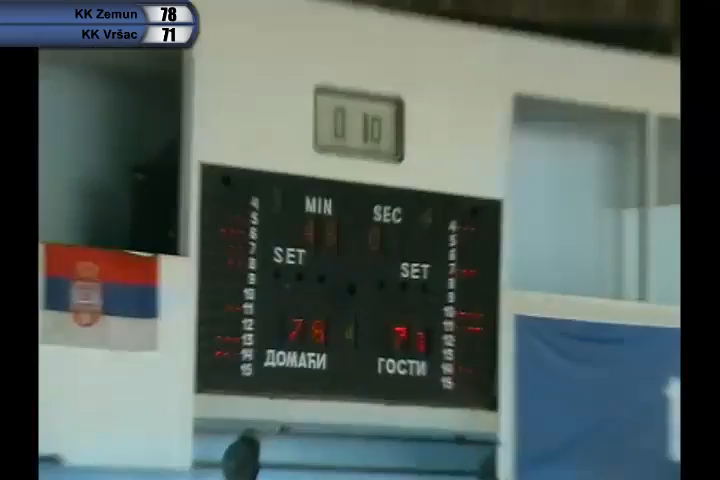 KK Zemun 78
KK Vršac 71
0 10
MIN SEC
SET SET
4 4
5 5
6 6
7 7
8 8
9 9
10 10
11 11
12 12
13 13
14 14
15 15
78 71
ДОМАЋИ ГОСТИ